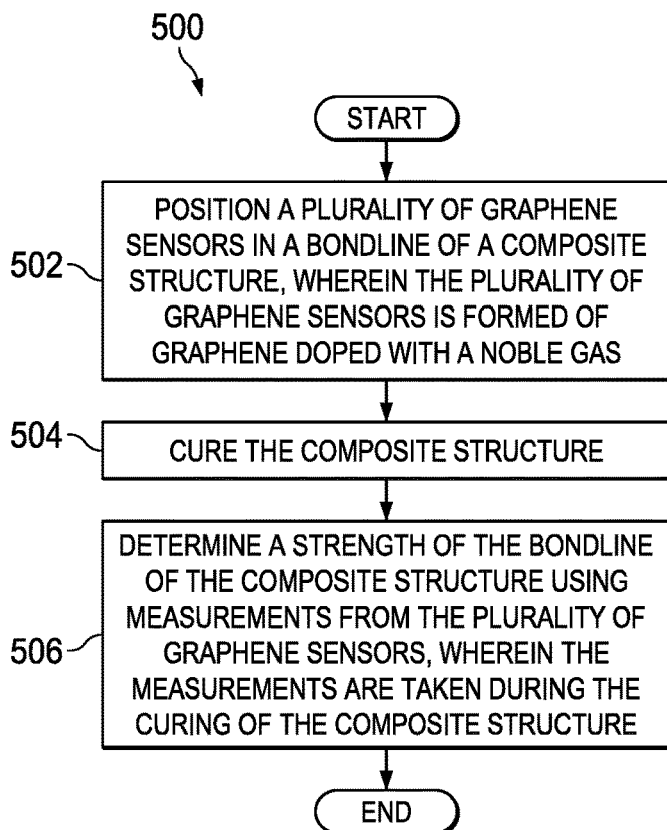 500
START
502
POSITION A PLURALITY OF GRAPHENE
SENSORS IN A BONDLINE OF A COMPOSITE
STRUCTURE, WHEREIN THE PLURALITY OF
GRAPHENE SENSORS IS FORMED OF
GRAPHENE DOPED WITH A NOBLE GAS
504
CURE THE COMPOSITE STRUCTURE
506
DETERMINE A STRENGTH OF THE BONDLINE
OF THE COMPOSITE STRUCTURE USING
MEASUREMENTS FROM THE PLURALITY OF
GRAPHENE SENSORS, WHEREIN THE
MEASUREMENTS ARE TAKEN DURING THE
CURING OF THE COMPOSITE STRUCTURE
END